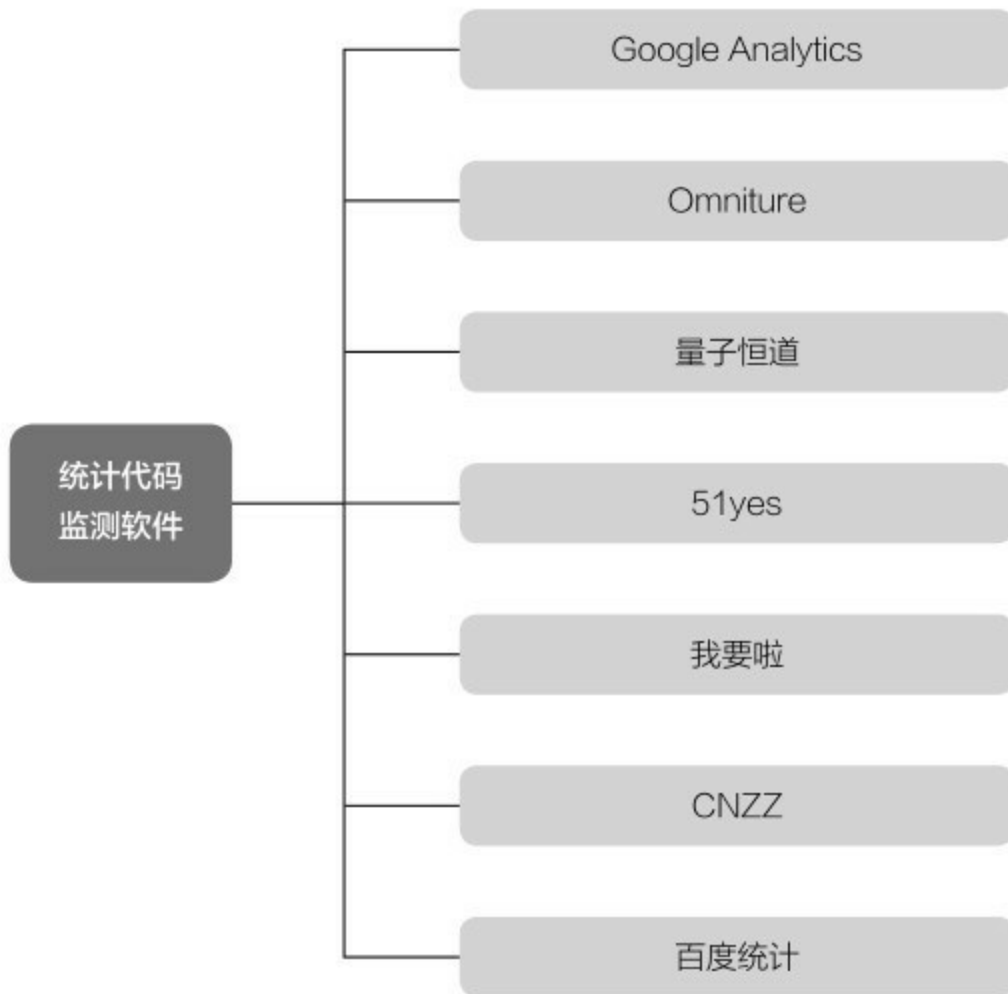 Google Analytics
Omniture
量子恒道
统计代码
监测软件
51yes
我要啦
CNZZ
百度统计